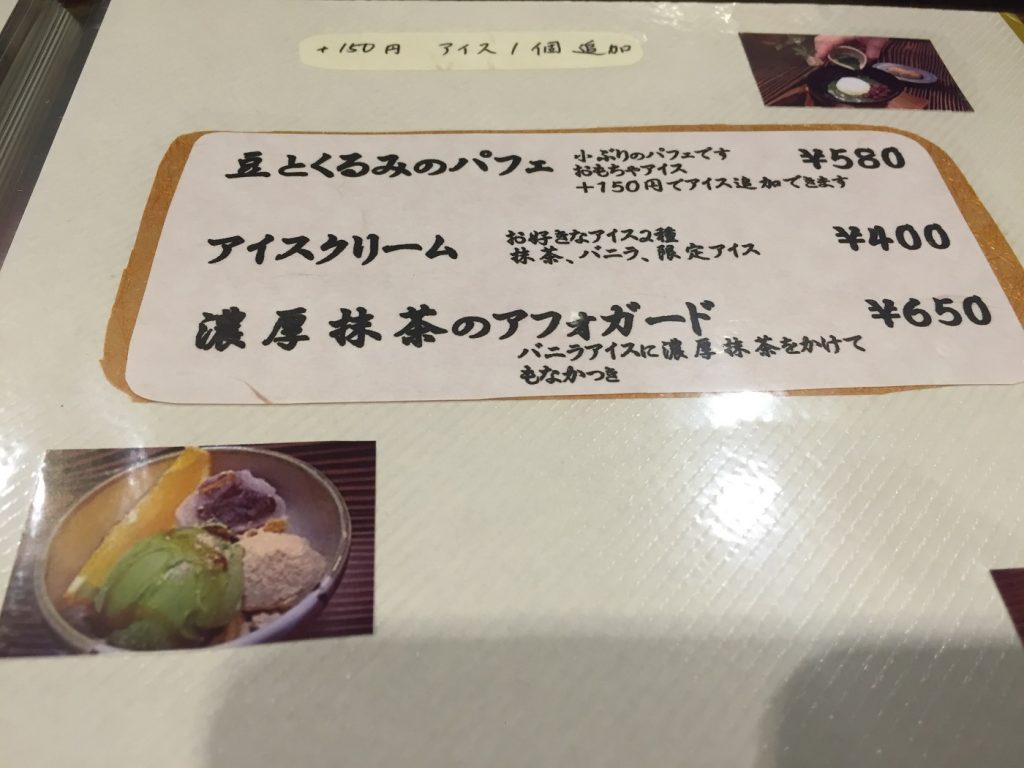 +150円 アイス1個追加
豆とくるみのパフェ 小ぶりのパフェです ¥580
おもちやアイス
+150円でアイス追加できます
アイスクリーム お好きなアイス2種 ¥400
抹茶、バニラ、限定アイス
濃厚抹茶のアフォガード ¥650
バニラアイスに濃厚抹茶をかけて
もなかつき